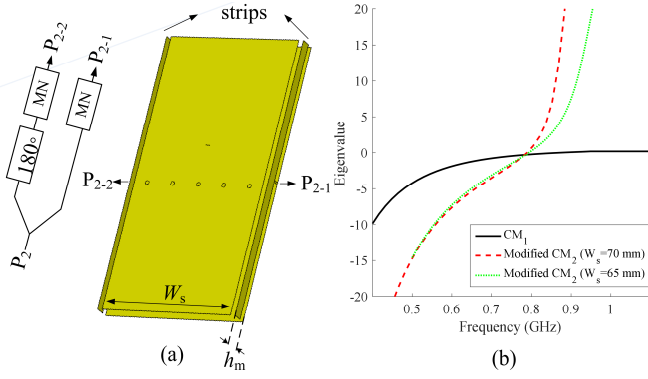 strips
P2-2
P2-1
MN
MN
180°
P2
P2-2
P2-1
Ws
hm
(a)
20
15
10
5
0
-5
-10
-15
-20
Eigenvalue
0.5
0.6
0.7
0.8
0.9
1
Frequency (GHz)
CM1
Modified CM2 (Ws=70 mm)
Modified CM2 (Ws=65 mm)
(b)